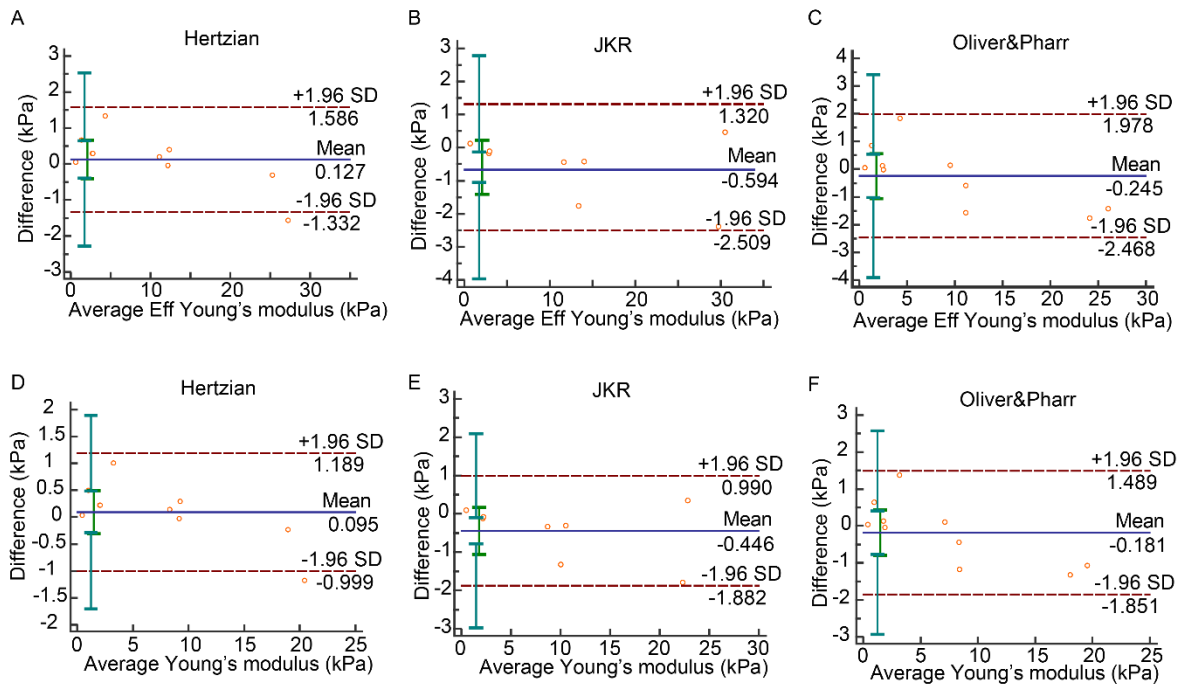 A
Hertzian
3
2
1
0
-1
-2
-3
Difference (kPa)
+1.96 SD
1.586
Mean
0.127
-1.96 SD
-1.332
0 10 20 30
Average Eff Young's modulus (kPa)
B
JKR
3
2
1
0
-1
-2
-3
-4
Difference (kPa)
+1.96 SD
1.320
Mean
-0.594
-1.96 SD
-2.509
0 10 20 30
Average Eff Young's modulus (kPa)
C
Oliver&Pharr
4
3
2
1
0
-1
-2
-3
-4
Difference (kPa)
+1.96 SD
1.978
Mean
-0.245
-1.96 SD
-2.468
0 5 10 15 20 25 30
Average Eff Young's modulus (kPa)
D
Hertzian
2
1.5
1
0.5
0
-0.5
-1
-1.5
-2
Difference (kPa)
+1.96 SD
1.189
Mean
0.095
-1.96 SD
-0.999
0 5 10 15 20 25
Average Young's modulus (kPa)
E
JKR
3
2
1
0
-1
-2
-3
Difference (kPa)
+1.96 SD
0.990
Mean
-0.446
-1.96 SD
-1.882
0 5 10 15 20 25 30
Average Young's modulus (kPa)
F
Oliver&Pharr
3
2
1
0
-1
-2
-3
Difference (kPa)
+1.96 SD
1.489
Mean
-0.181
-1.96 SD
-1.851
0 5 10 15 20 25
Average Young's modulus (kPa)